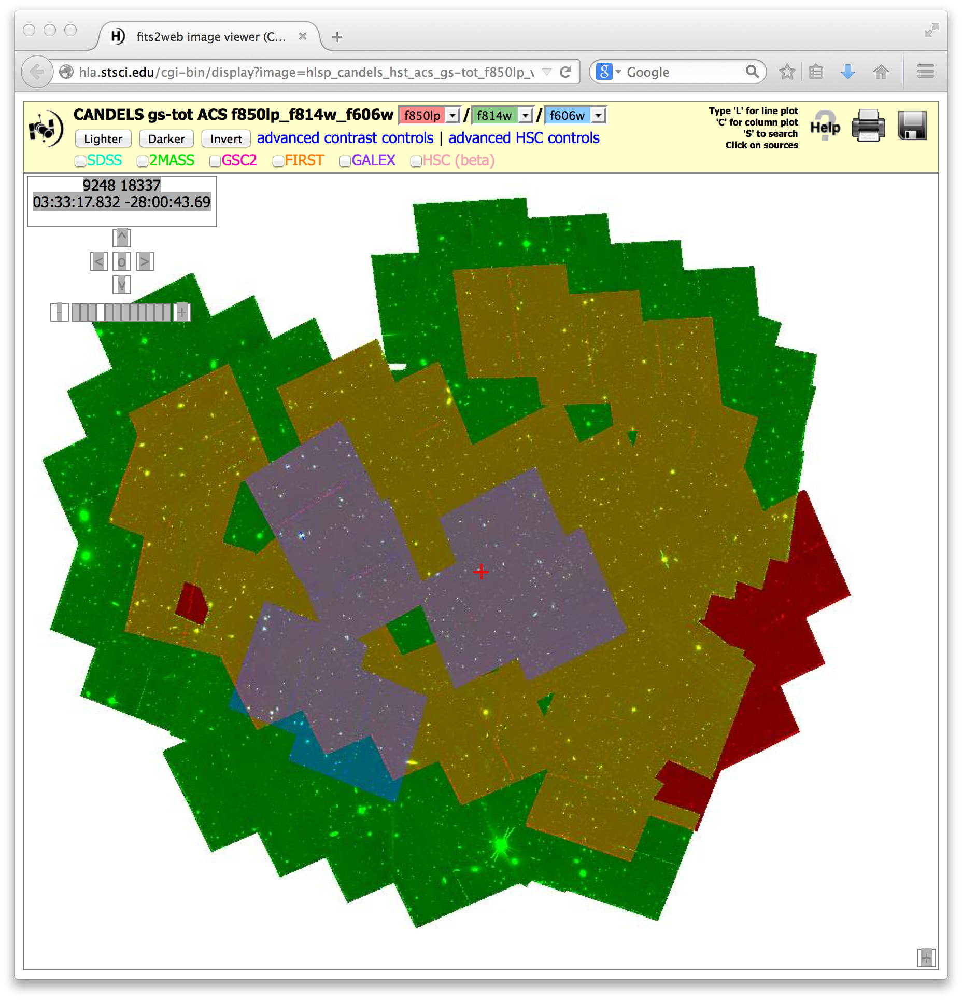 fits2web image viewer (C...
hla.stsci.edu/cgi-bin/display?image=hlsp_candels_hst_acs_gs-tot_f850lp_v
Google
CANDELS gs-tot ACS f850lp_f814w_f606w f850lp / f814w / f606w
Lighter Darker Invert advanced contrast controls | advanced HSC controls
SDSS 2MASS GSC2 FIRST GALEX HSC (beta)
Type 'L' for line plot
'C' for column plot
'S' to search
Click on sources
Help
9248 18337
03:33:17.832 -28:00:43.69
^
< o >
v
- +
+